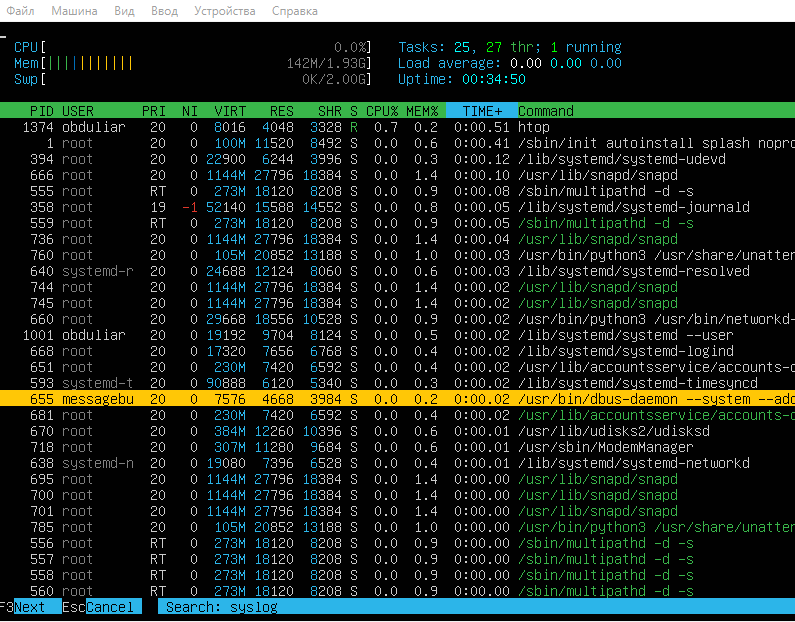 Файл Машина Вид Ввод Устройства Справка
CPU[ 0.0%] Tasks: 25, 27 thr; 1 running
Mem[||||||||||| 142M/1.93G] Load average: 0.00 0.00 0.00
Swp[ 0K/2.00G] Uptime: 00:34:50
PID USER PRI NI VIRT RES SHR S CPU% MEM% TIME+ Command
1374 obduliar 20 0 8016 4048 3328 R 0.7 0.2 0:00.51 htop
1 root 20 0 100M 11520 8492 S 0.0 0.6 0:00.41 /sbin/init autoinstall splash nopro
394 root 20 0 22900 6244 3996 S 0.0 0.3 0:00.12 /lib/systemd/systemd-udevd
666 root 20 0 1144M 27796 18384 S 0.0 1.4 0:00.10 /usr/lib/snapd/snapd
555 root RT 0 273M 18120 8208 S 0.0 0.9 0:00.08 /sbin/multipathd -d -s
358 root 19 -1 52140 15588 14552 S 0.0 0.8 0:00.05 /lib/systemd/systemd-journald
559 root RT 0 273M 18120 8208 S 0.0 0.9 0:00.05 /sbin/multipathd -d -s
736 root 20 0 1144M 27796 18384 S 0.0 1.4 0:00.04 /usr/lib/snapd/snapd
760 root 20 0 105M 20852 13188 S 0.0 1.0 0:00.03 /usr/bin/python3 /usr/share/unatten
640 systemd-r 20 0 24688 12124 8060 S 0.0 0.6 0:00.03 /lib/systemd/systemd-resolved
744 root 20 0 1144M 27796 18384 S 0.0 1.4 0:00.02 /usr/lib/snapd/snapd
745 root 20 0 1144M 27796 18384 S 0.0 1.4 0:00.02 /usr/lib/snapd/snapd
660 root 20 0 29668 18556 10528 S 0.0 0.9 0:00.02 /usr/bin/python3 /usr/bin/networkd-
1001 obduliar 20 0 19192 9704 8124 S 0.0 0.5 0:00.02 /lib/systemd/systemd --user
668 root 20 0 17320 7656 6768 S 0.0 0.4 0:00.02 /lib/systemd/systemd-logind
651 root 20 0 230M 7420 6592 S 0.0 0.4 0:00.02 /usr/lib/accountsservice/accounts-d
593 systemd-t 20 0 90888 6120 5340 S 0.0 0.3 0:00.02 /lib/systemd/systemd-timesyncd
655 messagebu 20 0 7576 4668 3984 S 0.0 0.2 0:00.02 /usr/bin/dbus-daemon --system --add
681 root 20 0 230M 7420 6592 S 0.0 0.4 0:00.01 /usr/lib/accountsservice/accounts-d
670 root 20 0 384M 12260 10396 S 0.0 0.6 0:00.01 /usr/lib/udisks2/udisksd
718 root 20 0 307M 11280 9684 S 0.0 0.6 0:00.01 /usr/sbin/ModemManager
638 systemd-n 20 0 19080 7396 6528 S 0.0 0.4 0:00.01 /lib/systemd/systemd-networkd
695 root 20 0 1144M 27796 18384 S 0.0 1.4 0:00.00 /usr/lib/snapd/snapd
700 root 20 0 1144M 27796 18384 S 0.0 1.4 0:00.00 /usr/lib/snapd/snapd
701 root 20 0 1144M 27796 18384 S 0.0 1.4 0:00.00 /usr/lib/snapd/snapd
785 root 20 0 105M 20852 13188 S 0.0 1.0 0:00.00 /usr/bin/python3 /usr/share/unatten
556 root RT 0 273M 18120 8208 S 0.0 0.9 0:00.00 /sbin/multipathd -d -s
557 root RT 0 273M 18120 8208 S 0.0 0.9 0:00.00 /sbin/multipathd -d -s
558 root RT 0 273M 18120 8208 S 0.0 0.9 0:00.00 /sbin/multipathd -d -s
560 root RT 0 273M 18120 8208 S 0.0 0.9 0:00.00 /sbin/multipathd -d -s
F3Next EscCancel Search: syslog